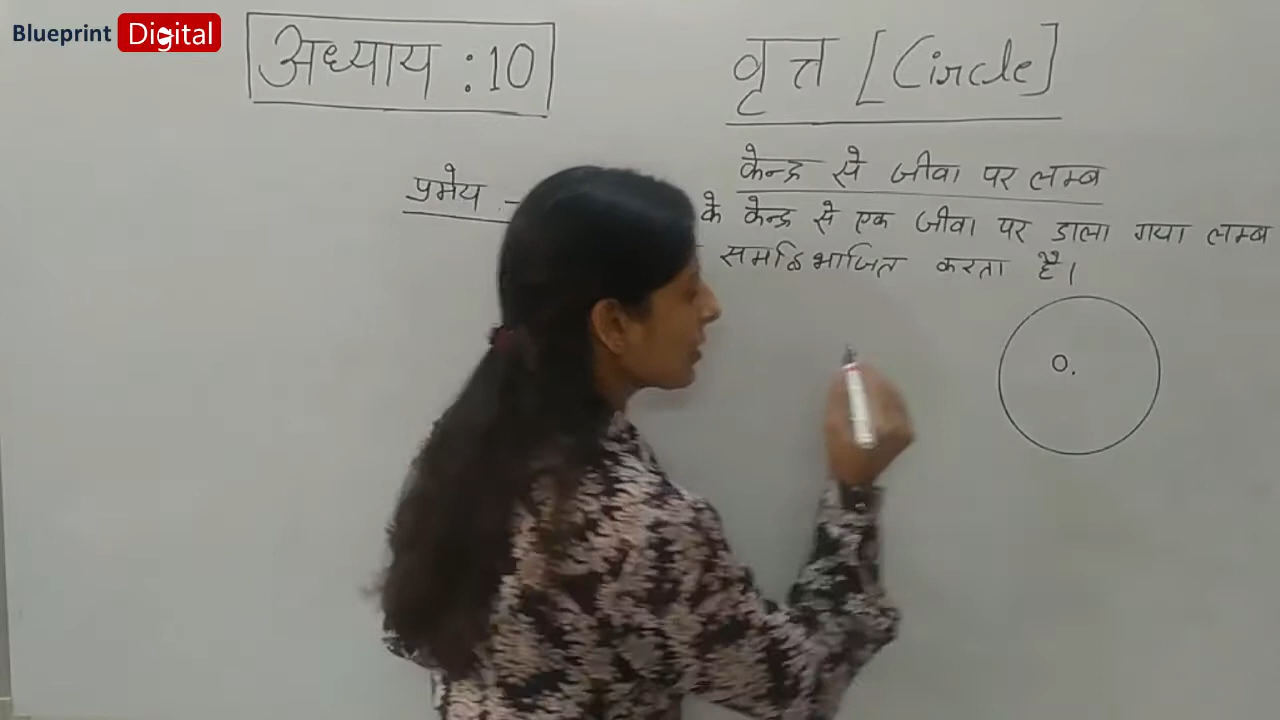 Blueprint Digital
अध्याय :10
वृत्त [Circle]
केन्द्र से जीवा पर लम्ब
प्रमेय :-
के केन्द्र से एक जीवा पर डाला गया लम्ब
समद्विभाजित करता है।
O.